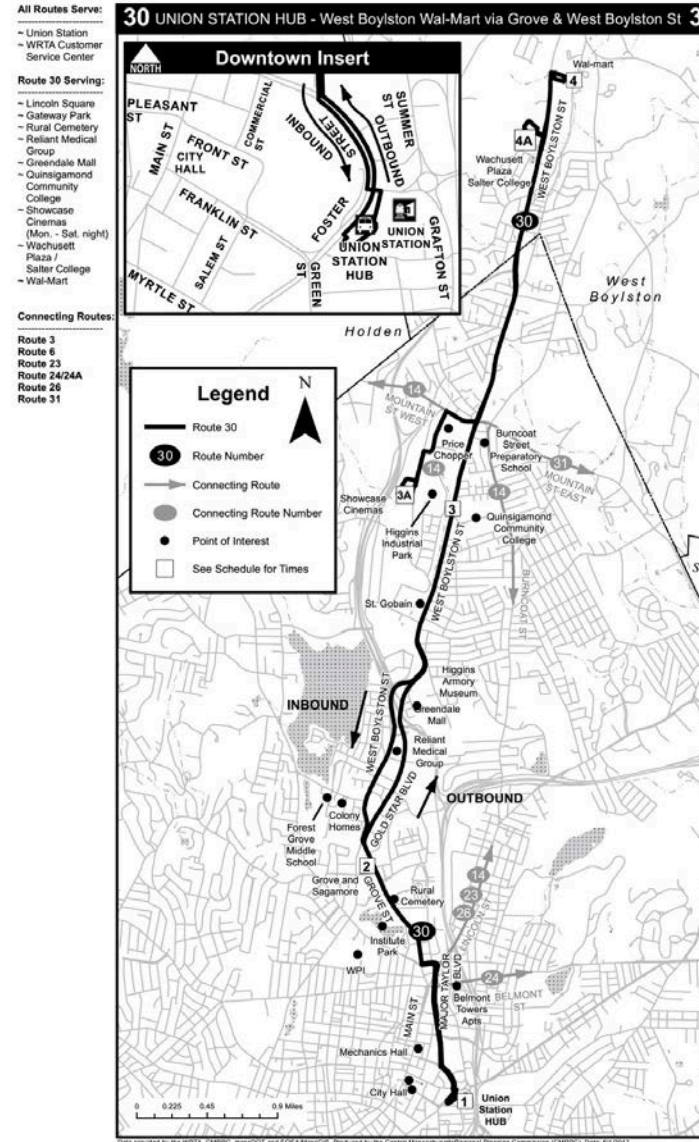 All Routes Serve:
~ Union Station
~ WRTA Customer
Service Center
Route 30 Serving:
~ Lincoln Square
~ Gateway Park
~ Rural Cemetery
~ Reliant Medical
Group
~ Greendale Mall
~ Quinsigamond
Community
College
~ Showcase
Cinemas
(Mon. - Sat. night)
~ Wachusett
Plaza /
Salter College
~ Wal-Mart
Connecting Routes:
Route 3
Route 6
Route 23
Route 24/24A
Route 26
Route 31
30 UNION STATION HUB - West Boylston Wal-Mart via Grove & West Boylston St 3
NORTH
Downtown Insert
PLEASANT
ST
MAIN ST
COMMERCIAL
ST
FRONT ST
CITY
HALL
FRANKLIN ST
SALEM ST
MYRTLE ST
INBOUND
STREET
OUTBOUND
SUMMER
ST
FOSTER
GREEN
ST
UNION
STATION
HUB
UNION
STATION
GRAFTON ST
Wal-mart
4
4A
Wachusett
Plaza
Salter College
WEST BOYLSTON ST
30
West
Boylston
Holden
Legend
N
Route 30
30 Route Number
Connecting Route
Connecting Route Number
Point of Interest
See Schedule for Times
14
MOUNTAIN
ST WEST
Price
Chopper
Burncoat
Street
Preparatory
School
14
31
MOUNTAIN
ST EAST
14
3A
Showcase
Cinemas
3
Higgins
Industrial
Park
Quinsigamond
Community
College
WEST BOYLSTON ST
BURNCOAT ST
St. Gobain
Higgins
Armory
Museum
Greendale
Mall
INBOUND
WEST BOYLSTON ST
Reliant
Medical
Group
GOLD STAR BLVD
OUTBOUND
Forest
Grove
Middle
School
Colony
Homes
2
Grove and
Sagamore
GROVE ST
Rural
Cemetery
14
23
26
LINCOLN ST
30
Institute
Park
WPI
MAJOR TAYLOR
BLVD
24
BELMONT
ST
Belmont
Towers
Apts
MAIN ST
Mechanics Hall
City Hall
1
Union
Station
HUB
0 0.225 0.45 0.9 Miles